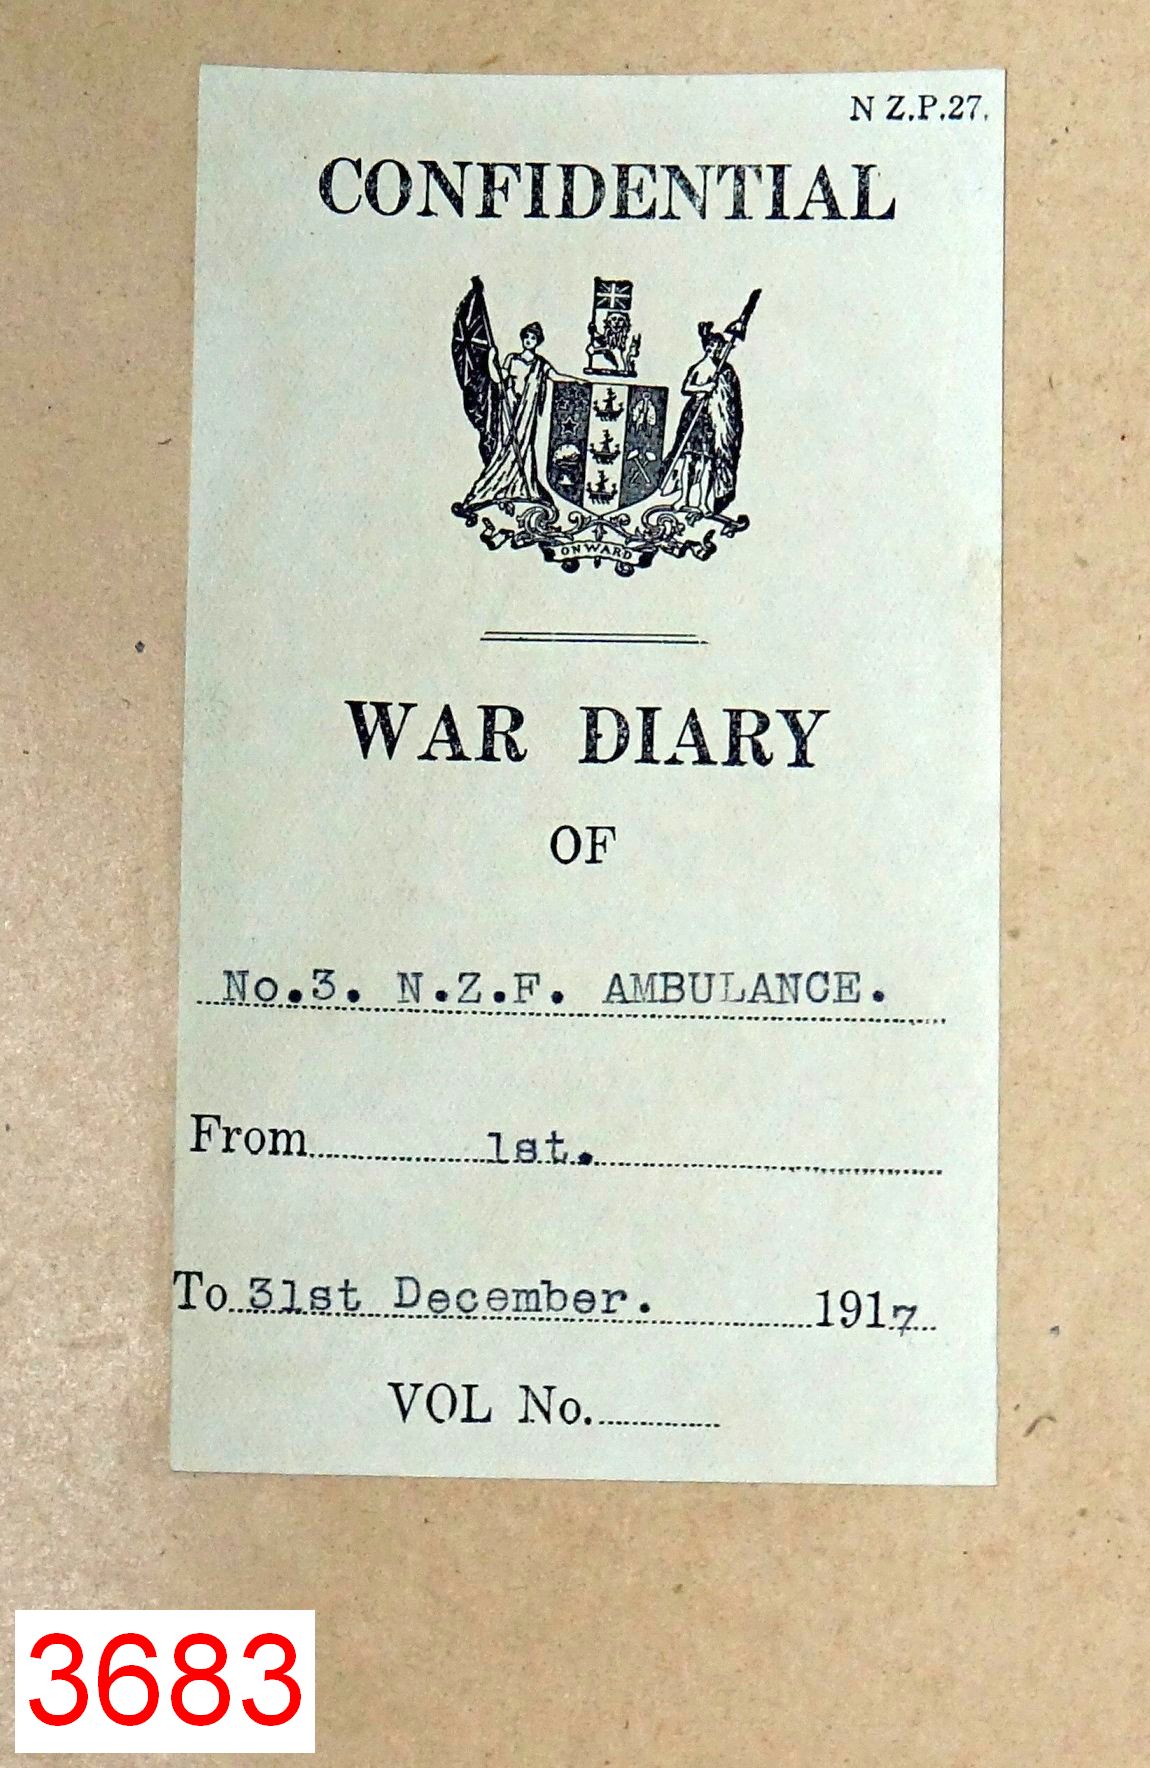 N Z.P.27.
CONFIDENTIAL
ONWARD
WAR DIARY
OF
No.3. N.Z.F. AMBULANCE.
From 1st.
To 31st December. 1917
VOL No.
3683